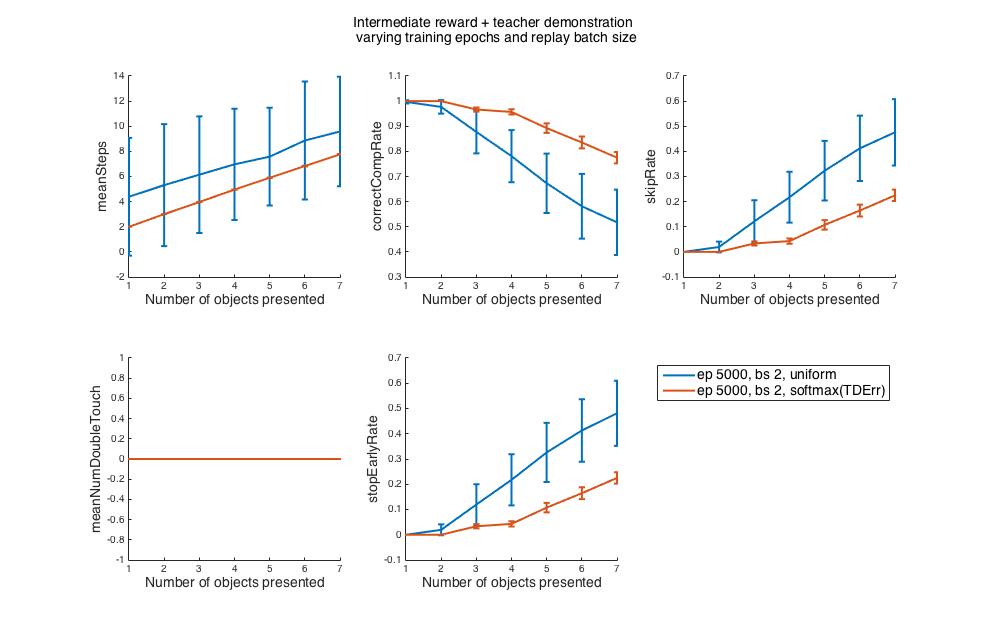 Intermediate reward + teacher demonstration
varying training epochs and replay batch size
meanSteps
14
12
10
8
6
4
2
0
-2
1 2 3 4 5 6 7
Number of objects presented
correctCompRate
1.1
1
0.9
0.8
0.7
0.6
0.5
0.4
0.3
1 2 3 4 5 6 7
Number of objects presented
skipRate
0.7
0.6
0.5
0.4
0.3
0.2
0.1
0
-0.1
1 2 3 4 5 6 7
Number of objects presented
meanNumDoubleTouch
1
0.8
0.6
0.4
0.2
0
-0.2
-0.4
-0.6
-0.8
-1
1 2 3 4 5 6 7
Number of objects presented
stopEarlyRate
0.7
0.6
0.5
0.4
0.3
0.2
0.1
0
-0.1
1 2 3 4 5 6 7
Number of objects presented
ep 5000, bs 2, uniform
ep 5000, bs 2, softmax(TDErr)